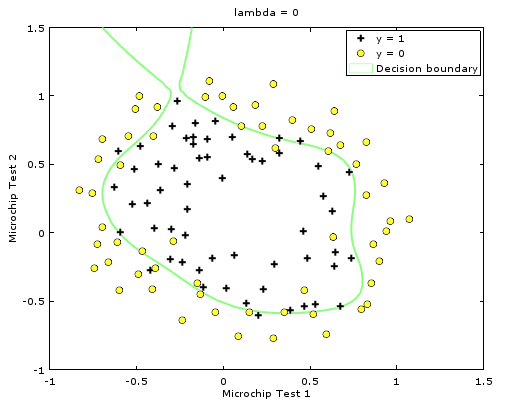 lambda = 0
y = 1
y = 0
Decision boundary
1.5
1
0.5
0
-0.5
-1
Microchip Test 2
-1
-0.5
0
0.5
1
1.5
Microchip Test 1